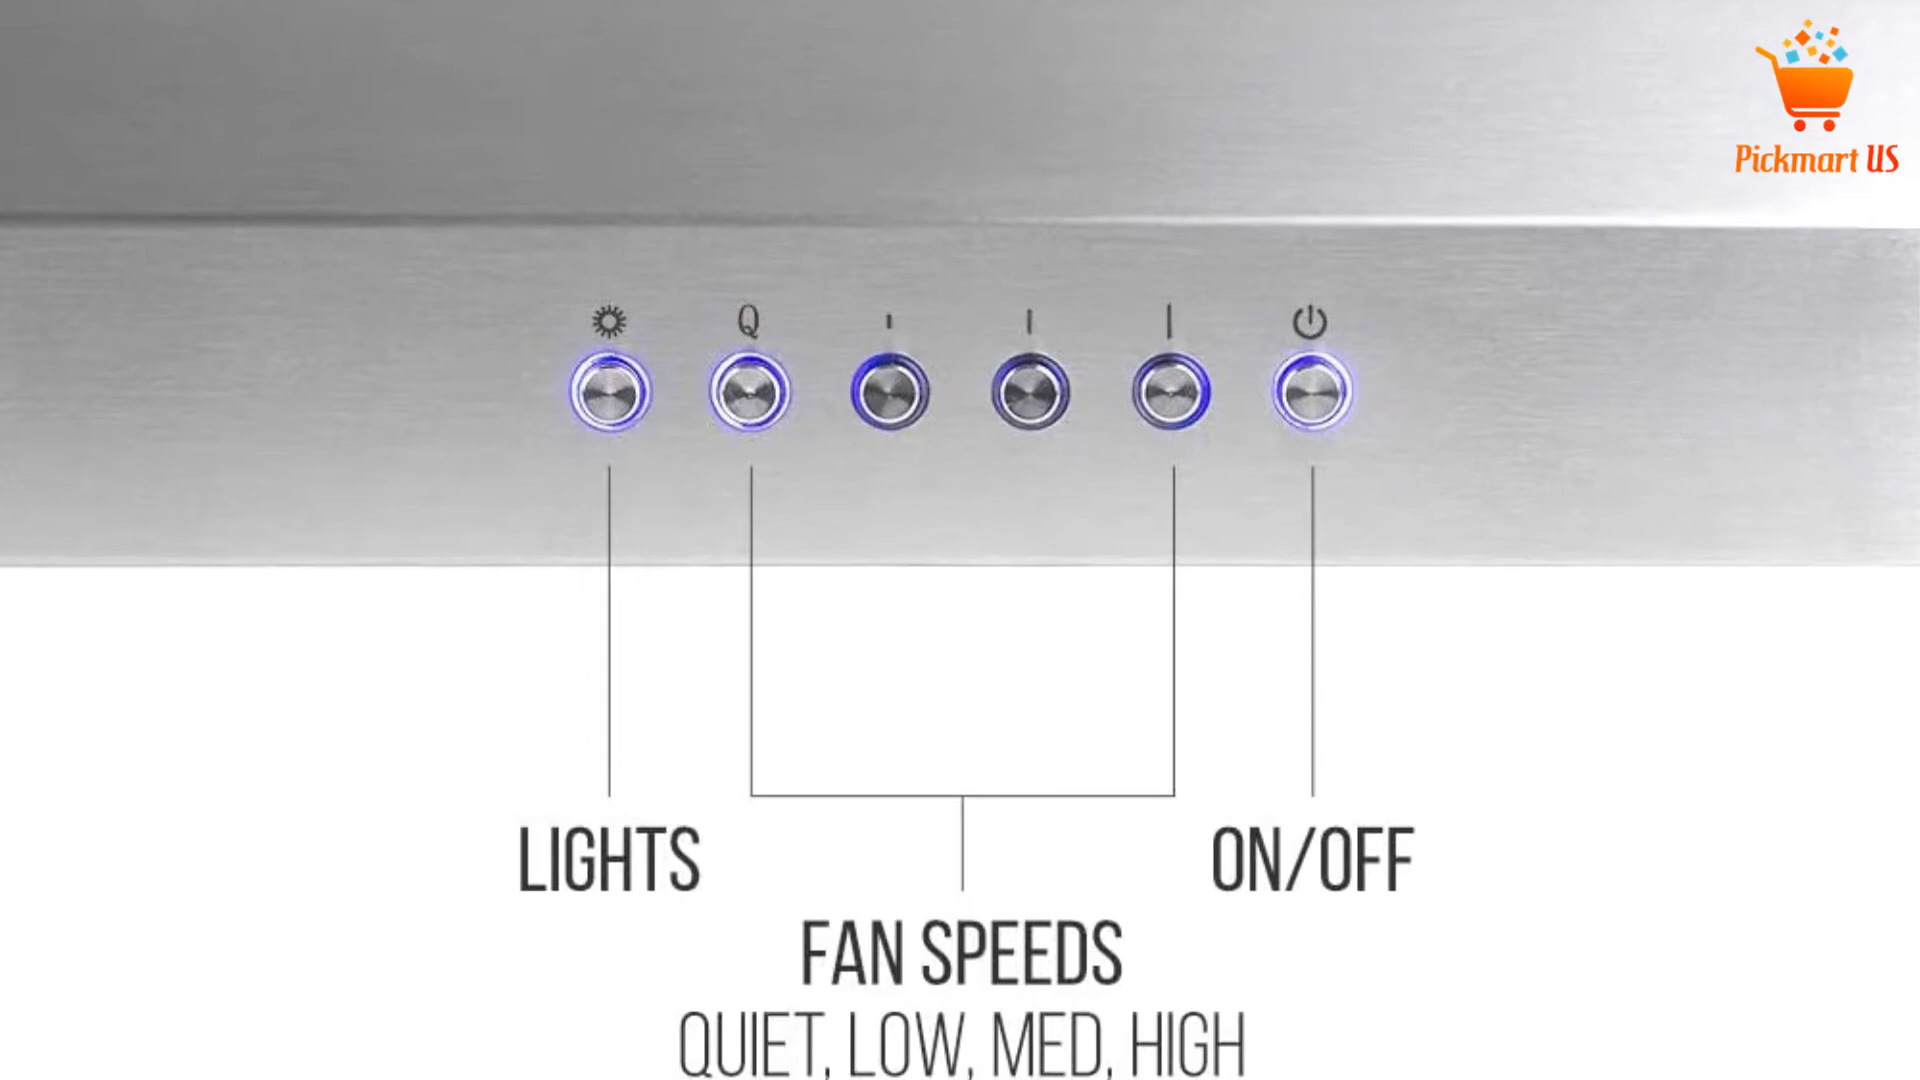 Pickmart US
Q
LIGHTS
ON/OFF
FAN SPEEDS
QUIET, LOW, MED, HIGH